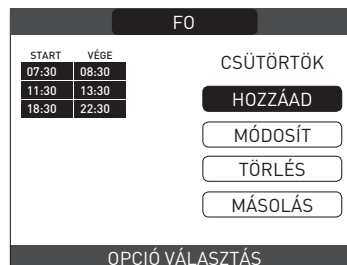 FO
START VÉGE
07:30 08:30
11:30 13:30
18:30 22:30
CSÜTÖRTÖK
HOZZÁAD
MÓDOSÍT
TÖRLÉS
MÁSOLÁS
OPCIÓ VÁLASZTÁS